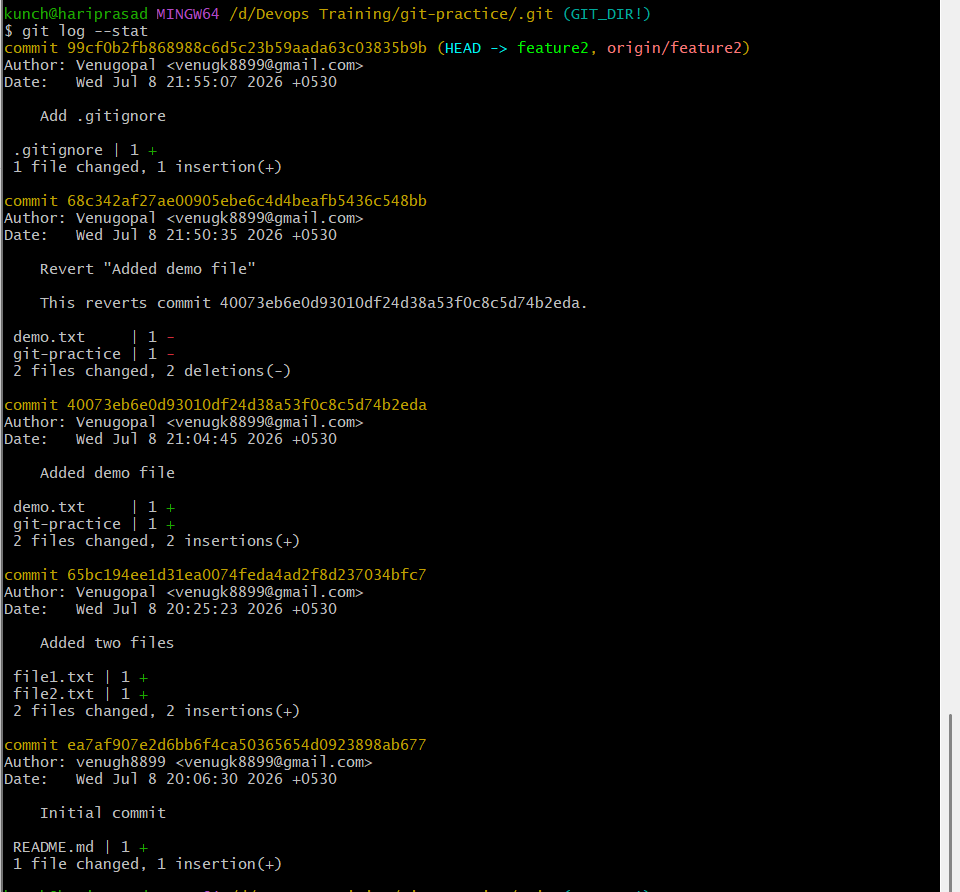 kunch@hariprasad MINGW64 /d/Devops Training/git-practice/.git (GIT_DIR!)
$ git log --stat
commit 99cf0b2fb868988c6d5c23b59aada63c03835b9b (HEAD -> feature2, origin/feature2)
Author: Venugopal <venugk8899@gmail.com>
Date:   Wed Jul 8 21:55:07 2026 +0530

    Add .gitignore

 .gitignore | 1 +
 1 file changed, 1 insertion(+)

commit 68c342af27ae00905ebe6c4d4beafb5436c548bb
Author: Venugopal <venugk8899@gmail.com>
Date:   Wed Jul 8 21:50:35 2026 +0530

    Revert "Added demo file"

    This reverts commit 40073eb6e0d93010df24d38a53f0c8c5d74b2eda.

 demo.txt     | 1 -
 git-practice | 1 -
 2 files changed, 2 deletions(-)

commit 40073eb6e0d93010df24d38a53f0c8c5d74b2eda
Author: Venugopal <venugk8899@gmail.com>
Date:   Wed Jul 8 21:04:45 2026 +0530

    Added demo file

 demo.txt     | 1 +
 git-practice | 1 +
 2 files changed, 2 insertions(+)

commit 65bc194ee1d31ea0074feda4ad2f8d237034bfc7
Author: Venugopal <venugk8899@gmail.com>
Date:   Wed Jul 8 20:25:23 2026 +0530

    Added two files

 file1.txt | 1 +
 file2.txt | 1 +
 2 files changed, 2 insertions(+)

commit ea7af907e2d6bb6f4ca50365654d0923898ab677
Author: venugh8899 <venugk8899@gmail.com>
Date:   Wed Jul 8 20:06:30 2026 +0530

    Initial commit

 README.md | 1 +
 1 file changed, 1 insertion(+)